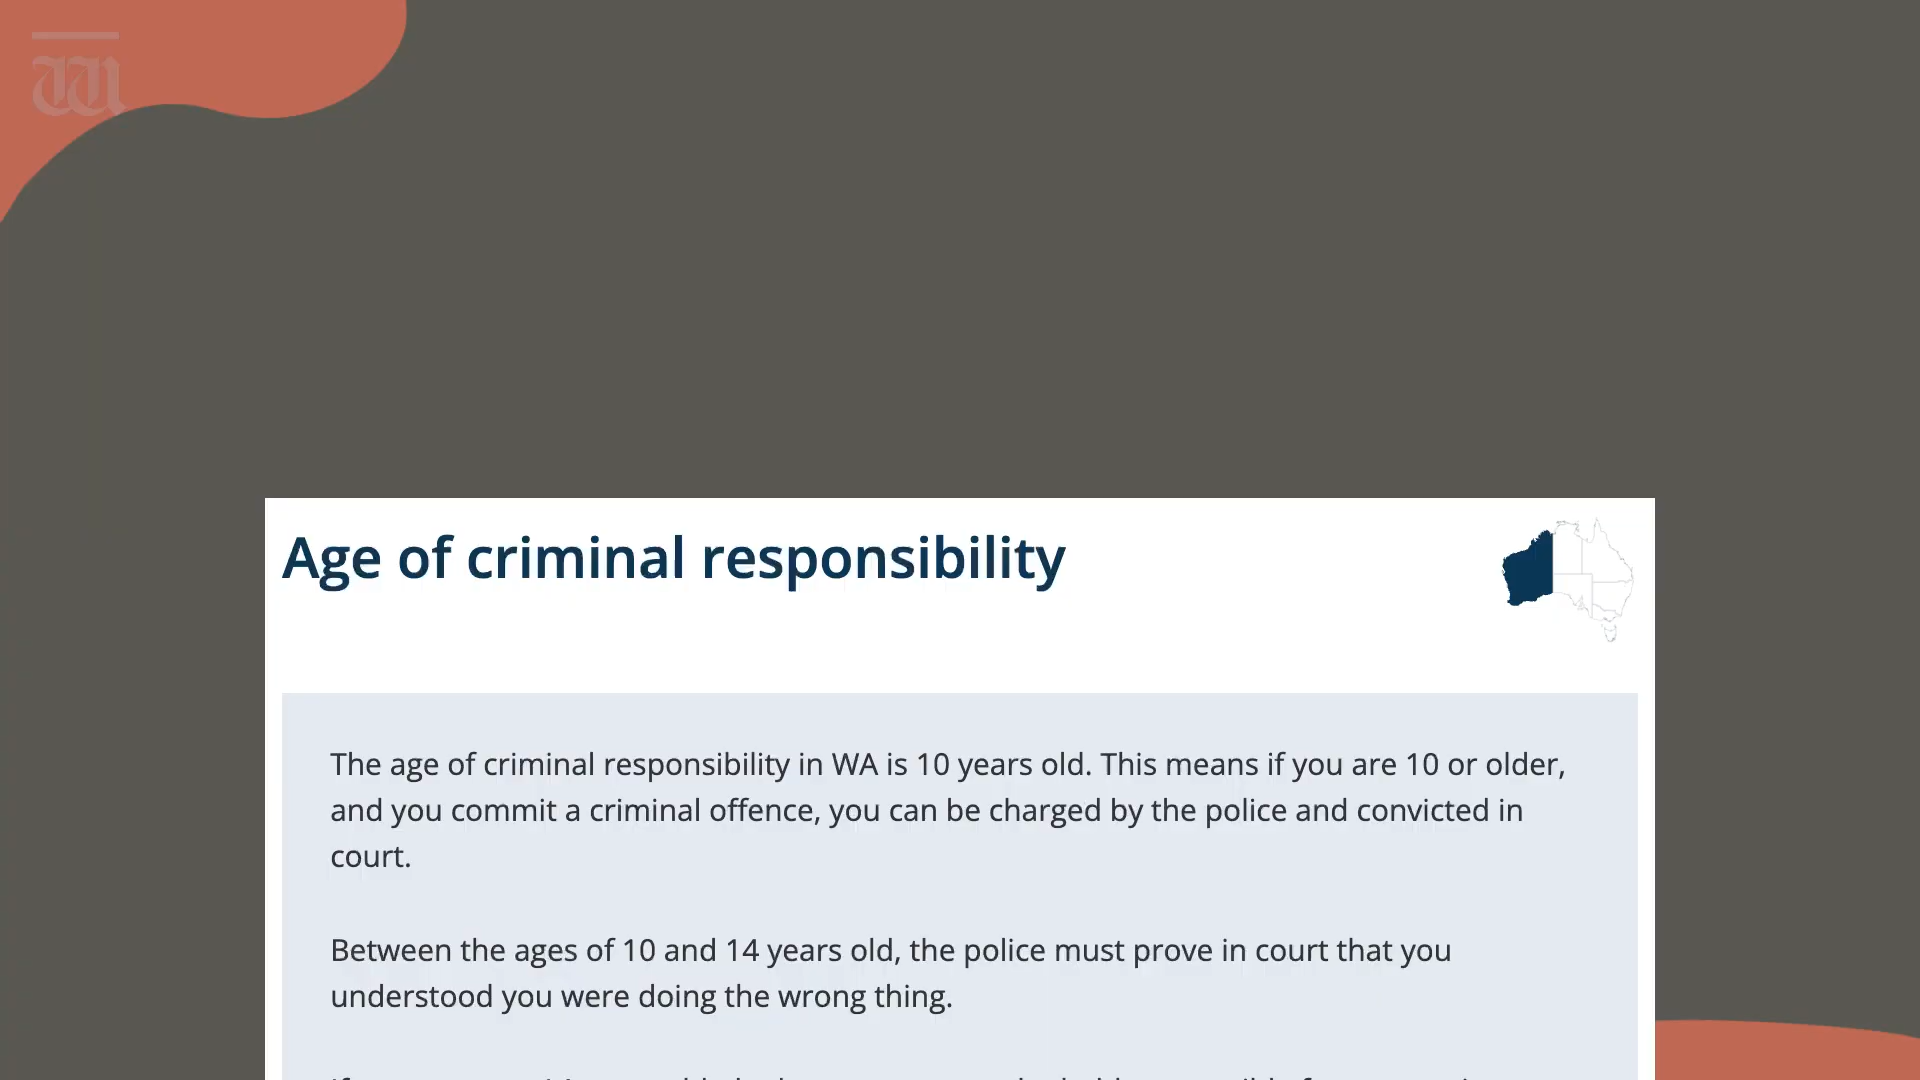 W
Age of criminal responsibility
The age of criminal responsibility in WA is 10 years old. This means if you are 10 or older,
and you commit a criminal offence, you can be charged by the police and convicted in
court.
Between the ages of 10 and 14 years old, the police must prove in court that you
understood you were doing the wrong thing.